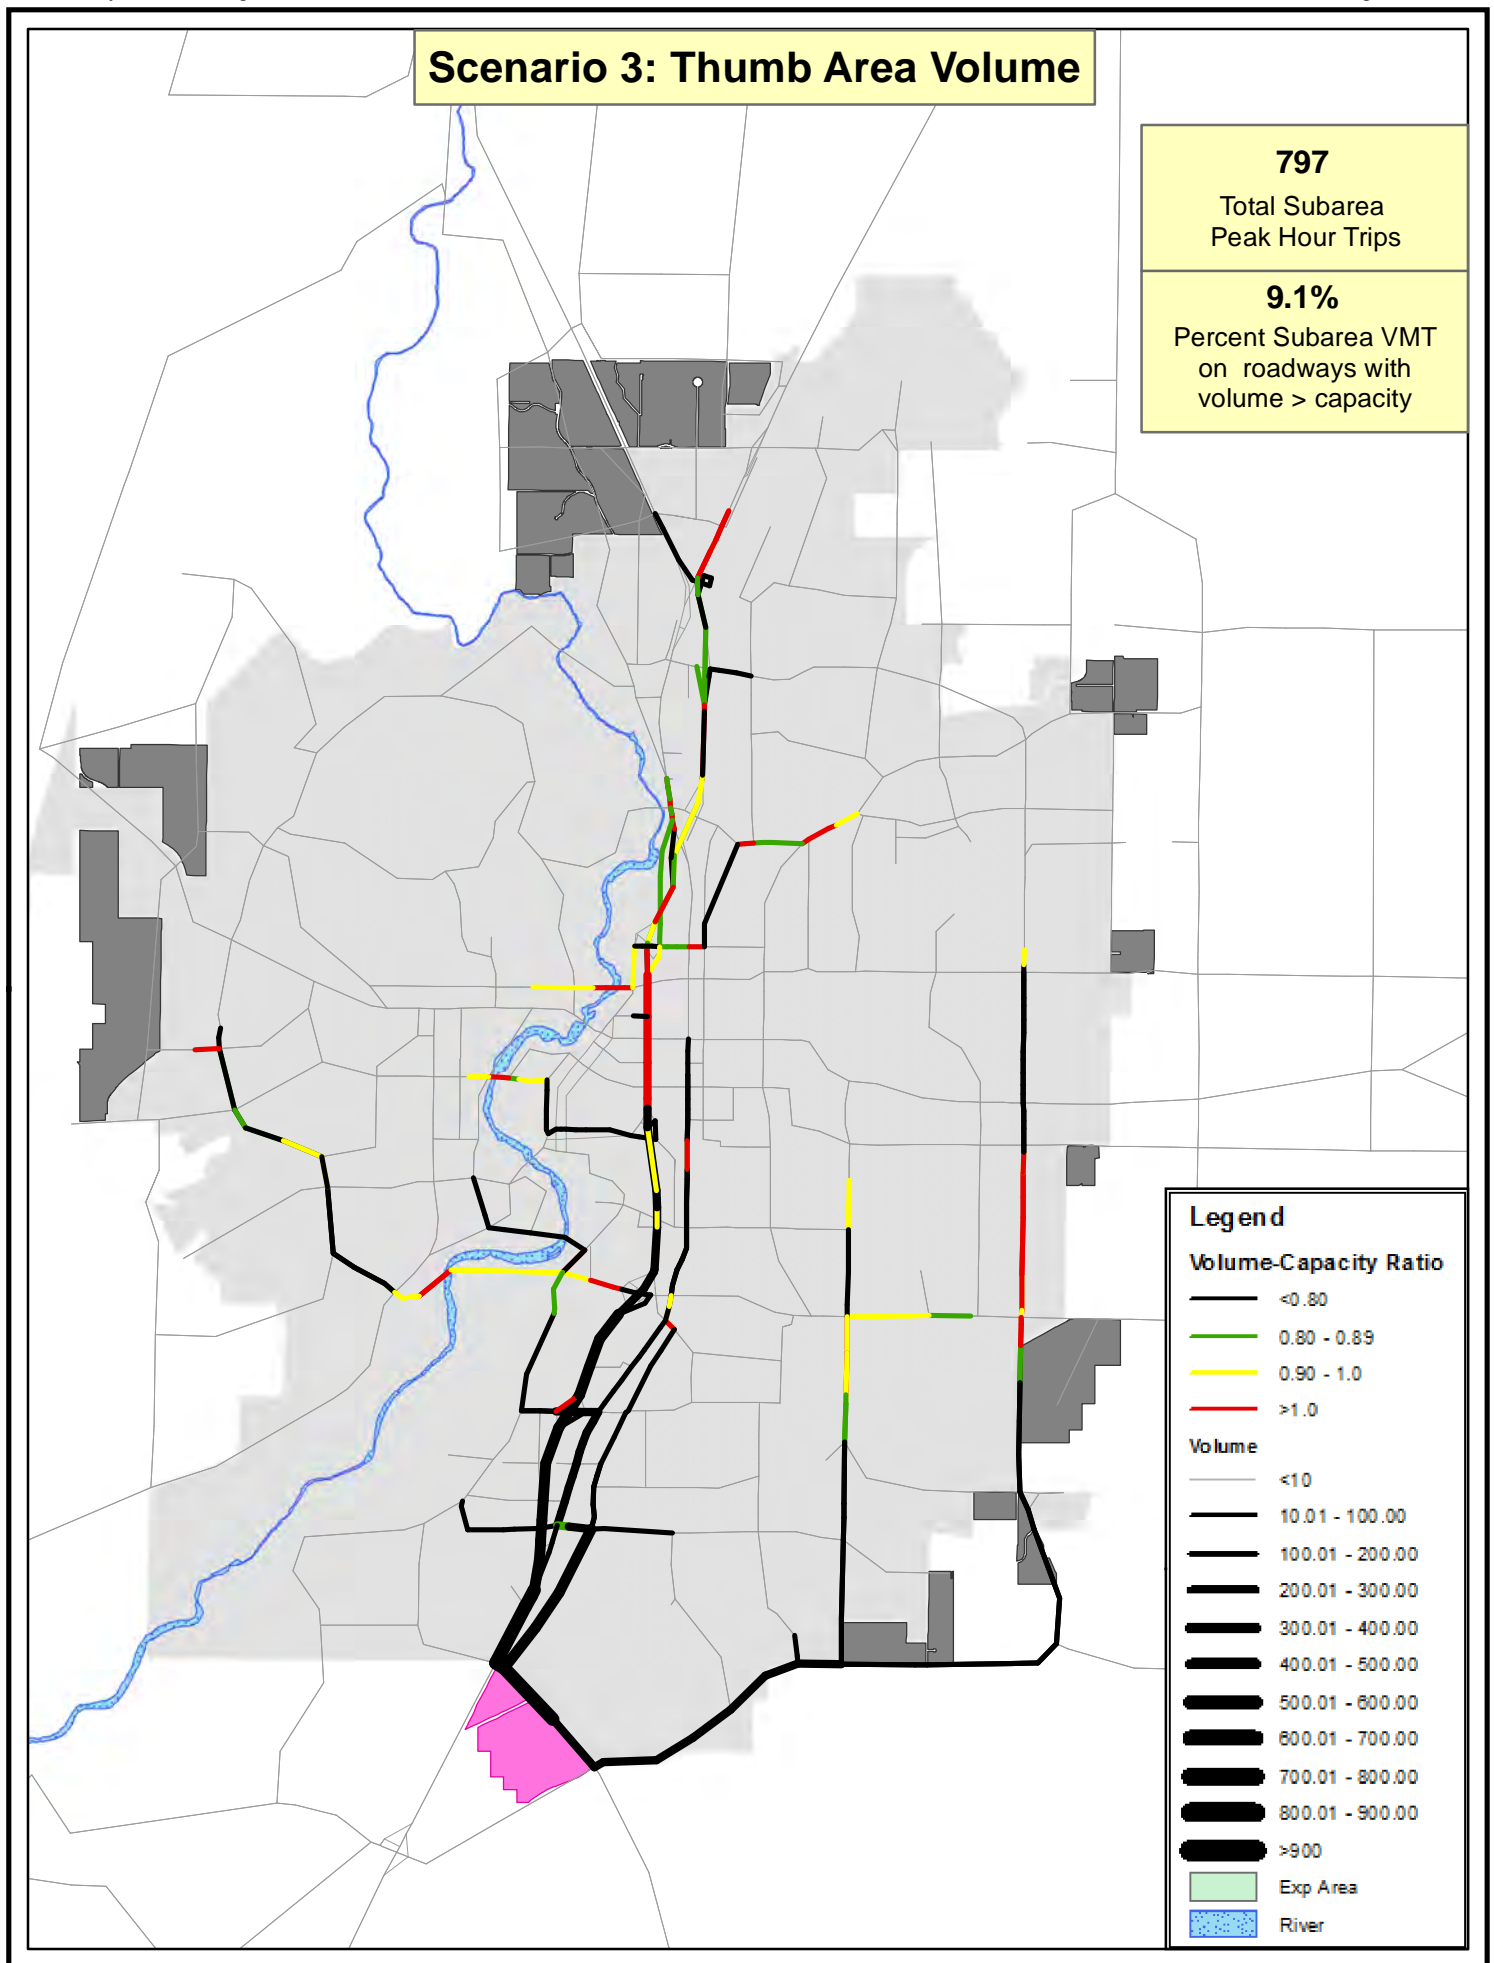 Scenario 3: Thumb Area Volume
797
Total Subarea
Peak Hour Trips
9.1%
Percent Subarea VMT
on roadways with
volume > capacity
Legend
Volume-Capacity Ratio
<0.80
0.80 - 0.89
0.90 - 1.0
>1.0
Volume
<10
10.01 - 100.00
100.01 - 200.00
200.01 - 300.00
300.01 - 400.00
400.01 - 500.00
500.01 - 600.00
600.01 - 700.00
700.01 - 800.00
800.01 - 900.00
>900
Exp Area
River